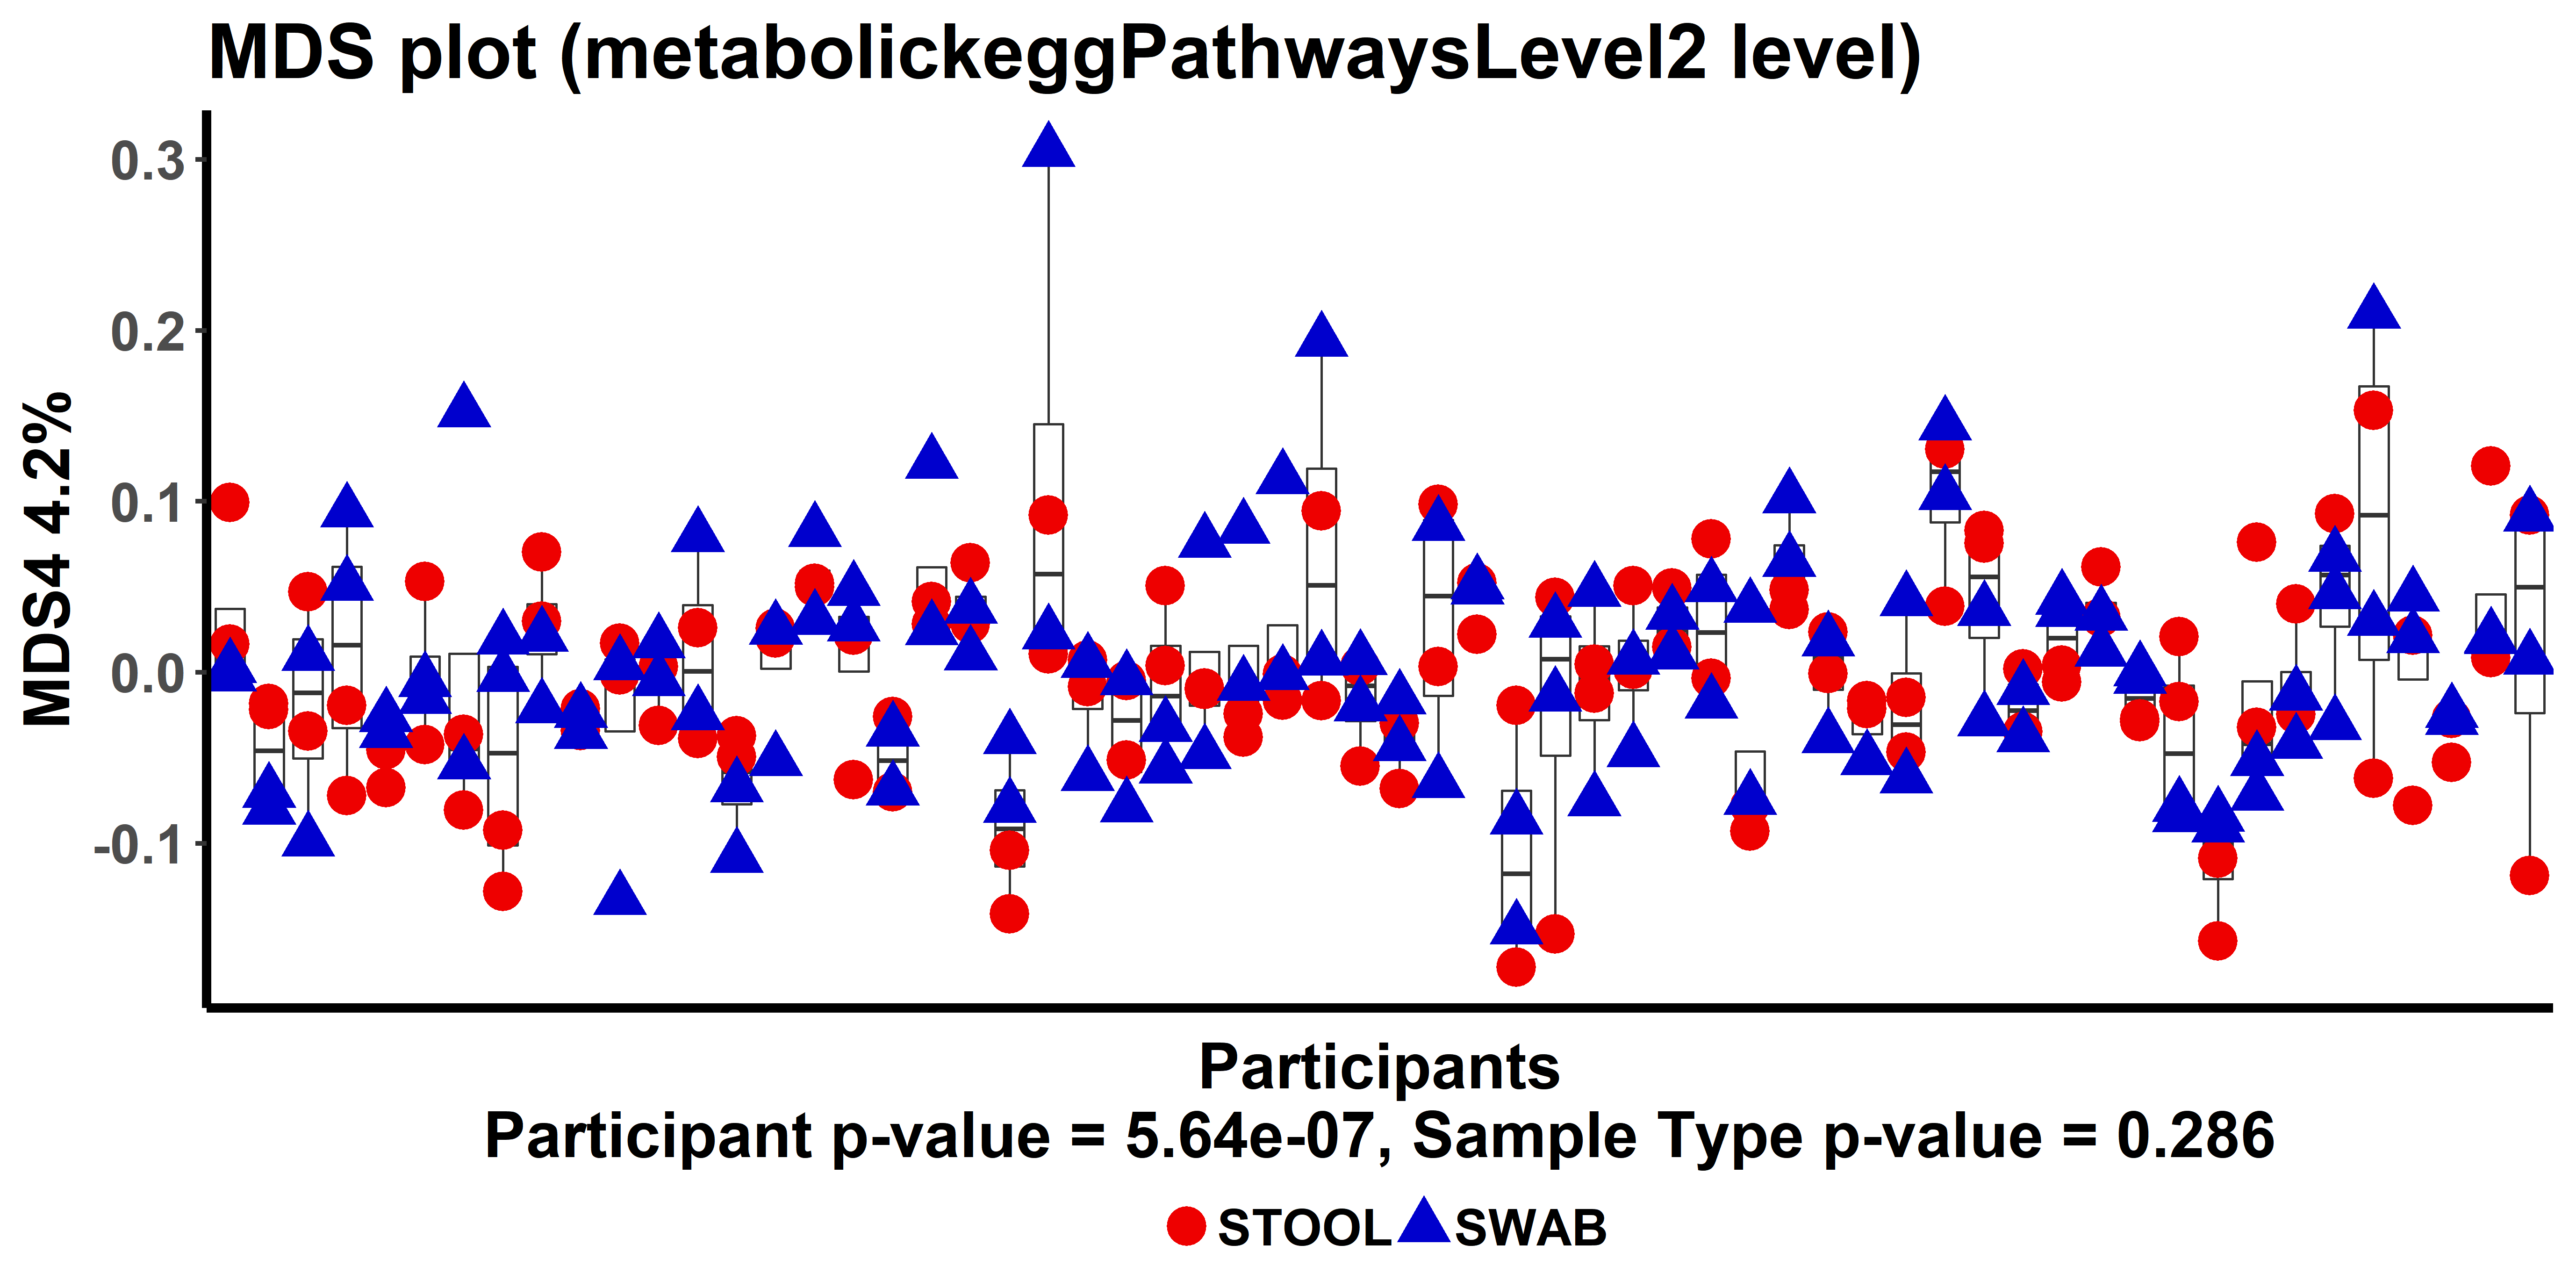 MDS plot (metabolickeggPathwaysLevel2 level)
MDS4 4.2%
0.3
0.2
0.1
0.0
-0.1
Participants
Participant p-value = 5.64e-07, Sample Type p-value = 0.286
STOOL SWAB